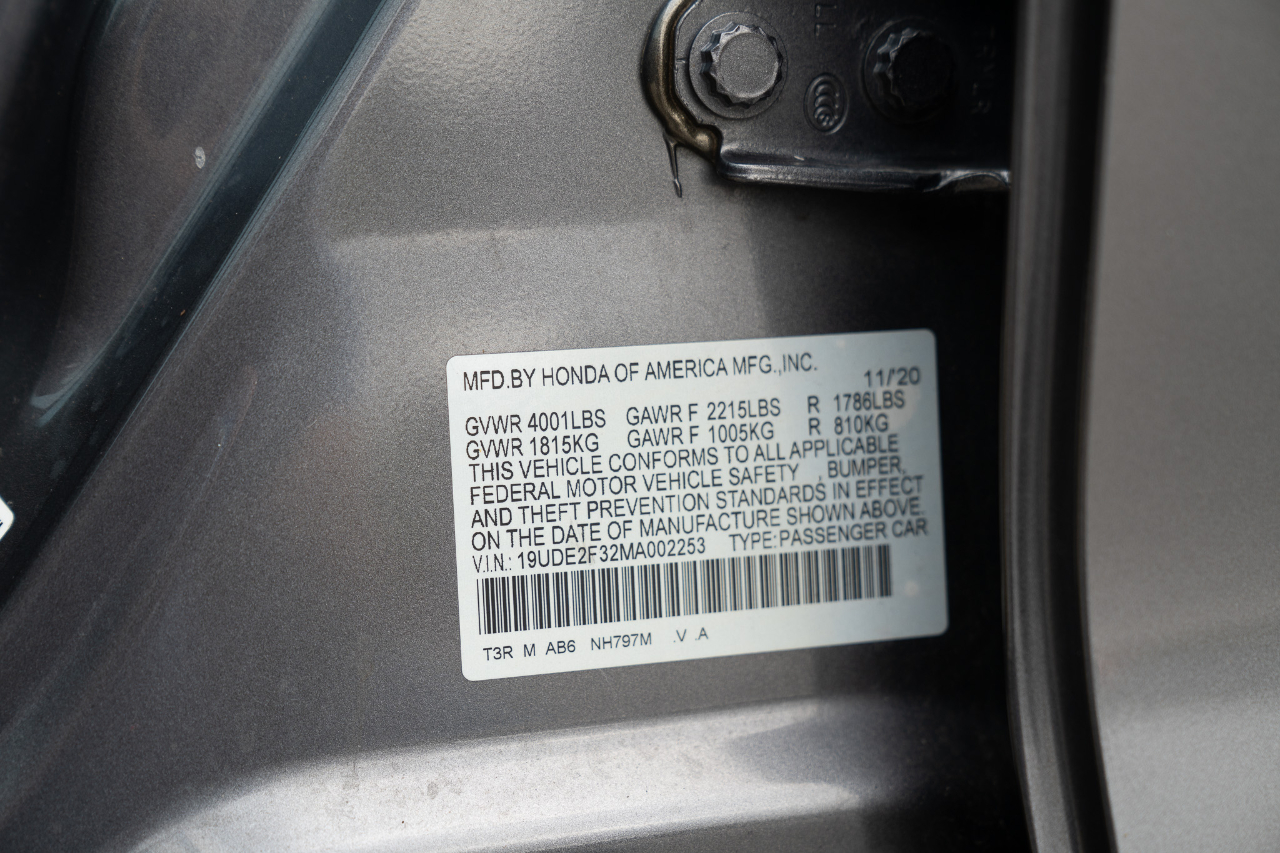 MFD.BY HONDA OF AMERICA MFG.,INC.
11/'20
GVWR 4001LBS GAWR F 2215LBS R 1786LBS
GVWR 1815KG GAWR F 1005KG R 810KG
THIS VEHICLE CONFORMS TO ALL APPLICABLE
FEDERAL MOTOR VEHICLE SAFETY , BUMPER,
AND THEFT PREVENTION STANDARDS IN EFFECT
ON THE DATE OF MANUFACTURE SHOWN ABOVE.
V.I.N.: 19UDE2F32MA002253 TYPE:PASSENGER CAR
T3R M AB6 NH797M .V .A